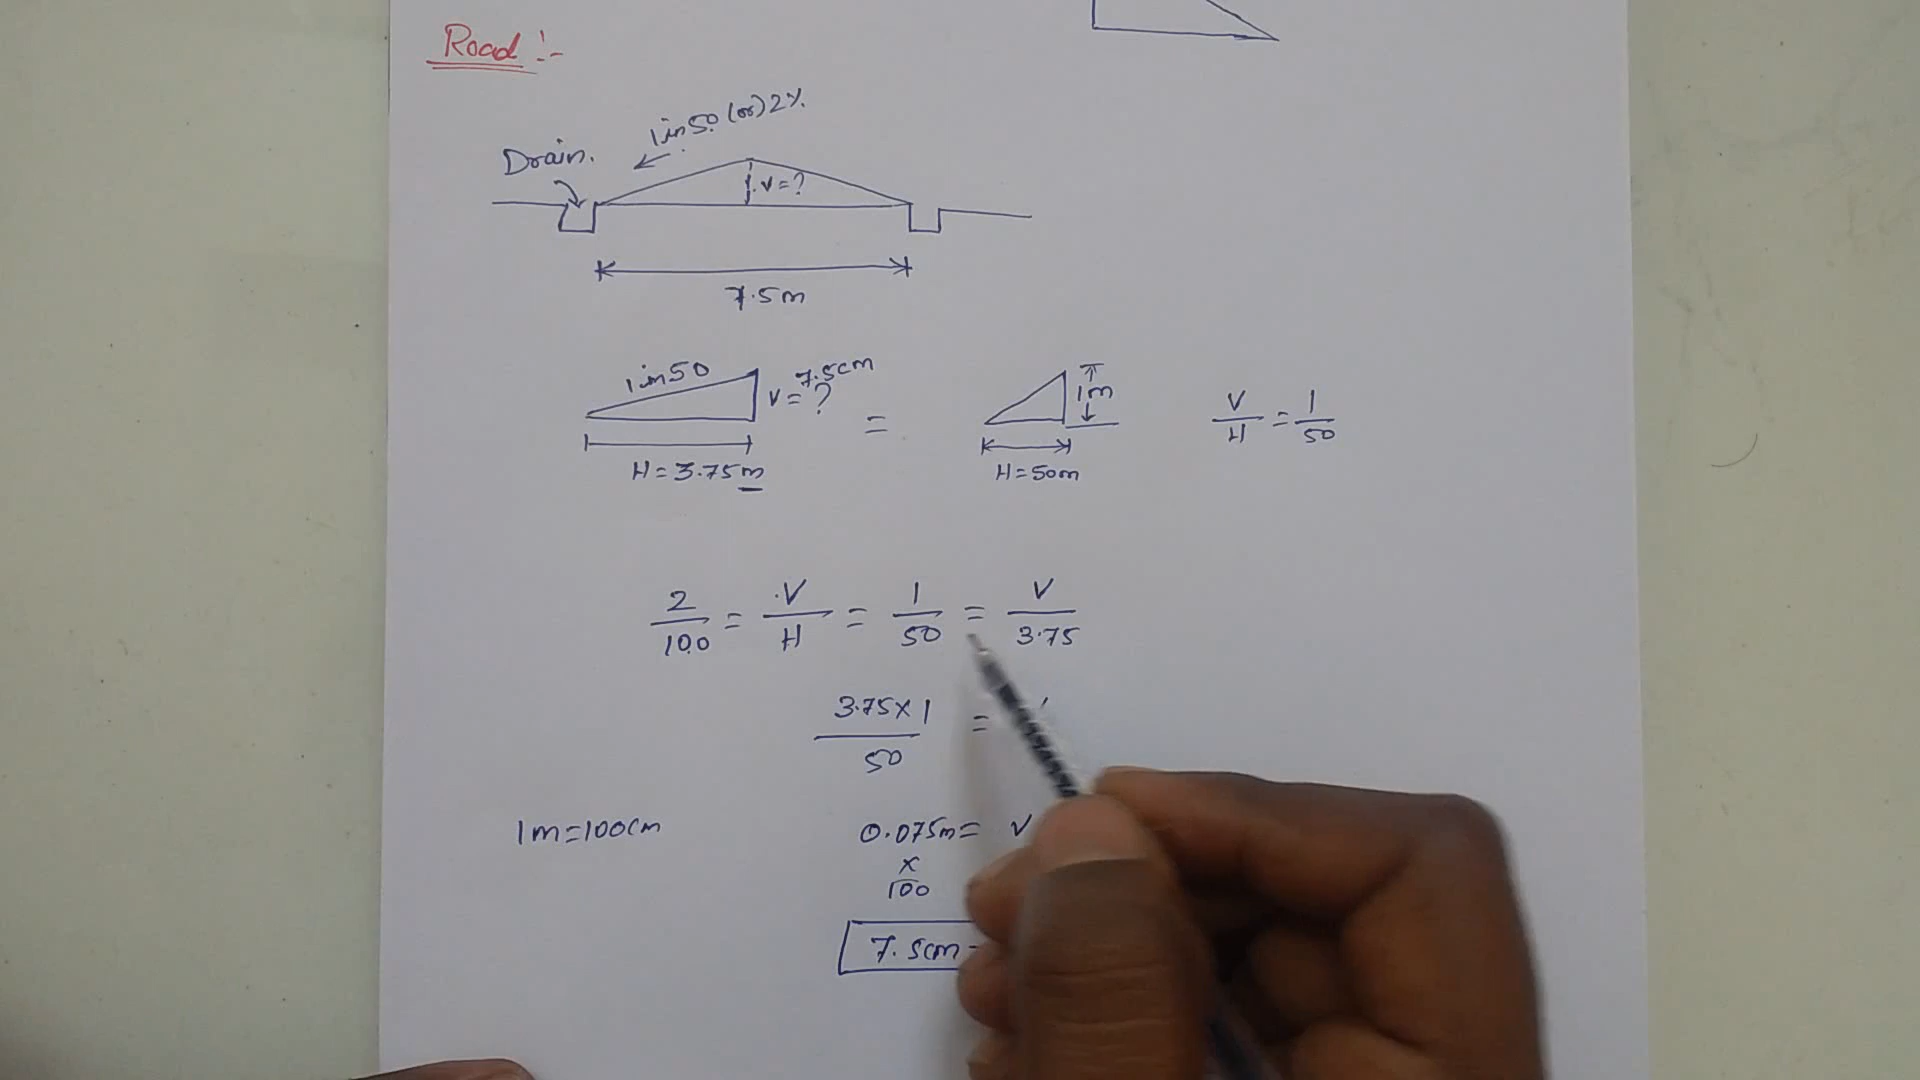 Road :-
1 in 50 (or) 2%.
Drain.
V=?
7.5m
1 in 50
7.5cm
V=?
=
1m
V/H = 1/50
H=3.75m
H=50m
2/100 = V/H = 1/50 = V/3.75
3.75×1/50 =
1m=100cm
0.075m= V
×
100
7.5cm